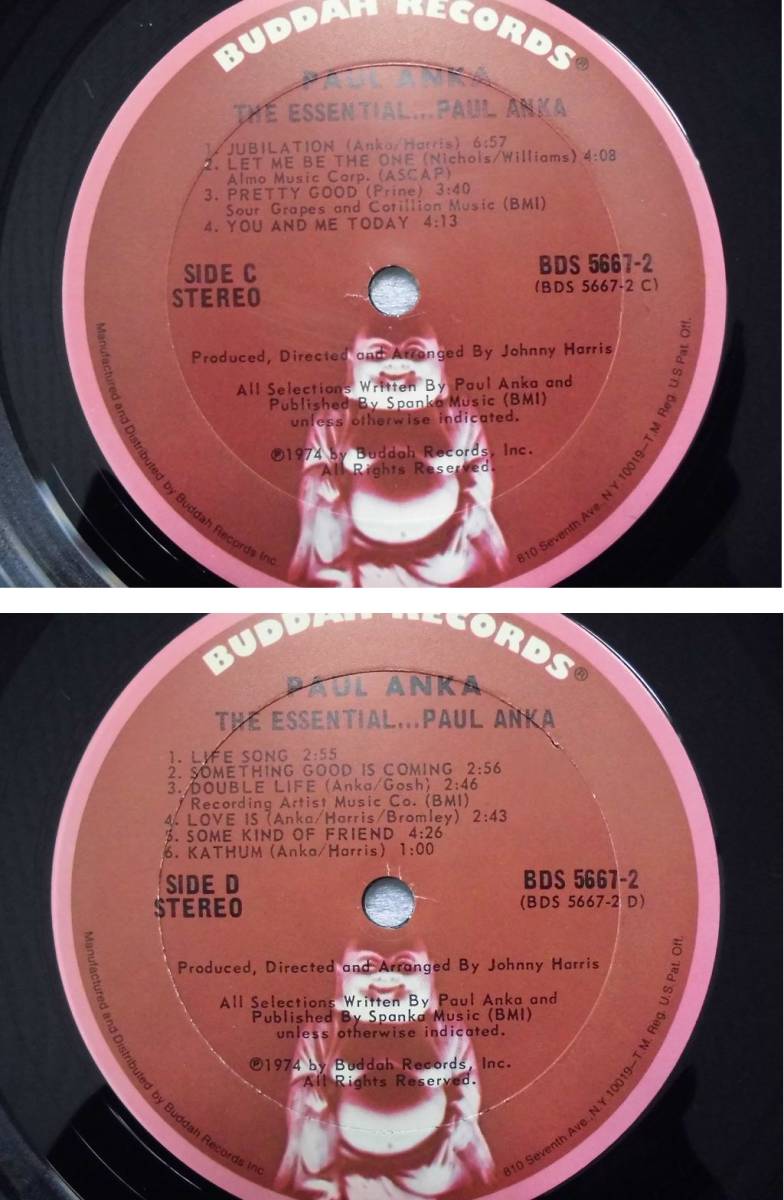 BUDDAH RECORDS®
PAUL ANKA
THE ESSENTIAL...PAUL ANKA
1. JUBILATION (Anka/Harris) 6:57
2. LET ME BE THE ONE (Nichols/Williams) 4:08
Almo Music Corp. (ASCAP)
3. PRETTY GOOD (Prine) 3:40
Sour Grapes and Cotillion Music (BMI)
4. YOU AND ME TODAY 4:13
SIDE C
STEREO
BDS 5667-2
(BDS 5667-2 C)
Produced, Directed and Arranged By Johnny Harris
All Selections Written By Paul Anka and
Published By Spanka Music (BMI)
unless otherwise indicated.
℗1974 by Buddah Records, Inc.
All Rights Reserved.
Manufactured and Distributed by Buddah Records Inc.
810 Seventh Ave., N.Y. 10019—T.M. Reg. U.S Pat. Off.
BUDDAH RECORDS®
PAUL ANKA
THE ESSENTIAL...PAUL ANKA
1. LIFE SONG 2:55
2. SOMETHING GOOD IS COMING 2:56
3. DOUBLE LIFE (Anka/Gosh) 2:46
Recording Artist Music Co. (BMI)
4. LOVE IS (Anka/Harris/Bromley) 2:43
5. SOME KIND OF FRIEND 4:26
6. KATHUM (Anka/Harris) 1:00
SIDE D
STEREO
BDS 5667-2
(BDS 5667-2 D)
Produced, Directed and Arranged By Johnny Harris
All Selections Written By Paul Anka and
Published By Spanka Music (BMI)
unless otherwise indicated.
℗1974 by Buddah Records, Inc.
All Rights Reserved.
Manufactured and Distributed by Buddah Records Inc.
810 Seventh Ave., N.Y. 10019—T.M. Reg. U.S Pat. Off.